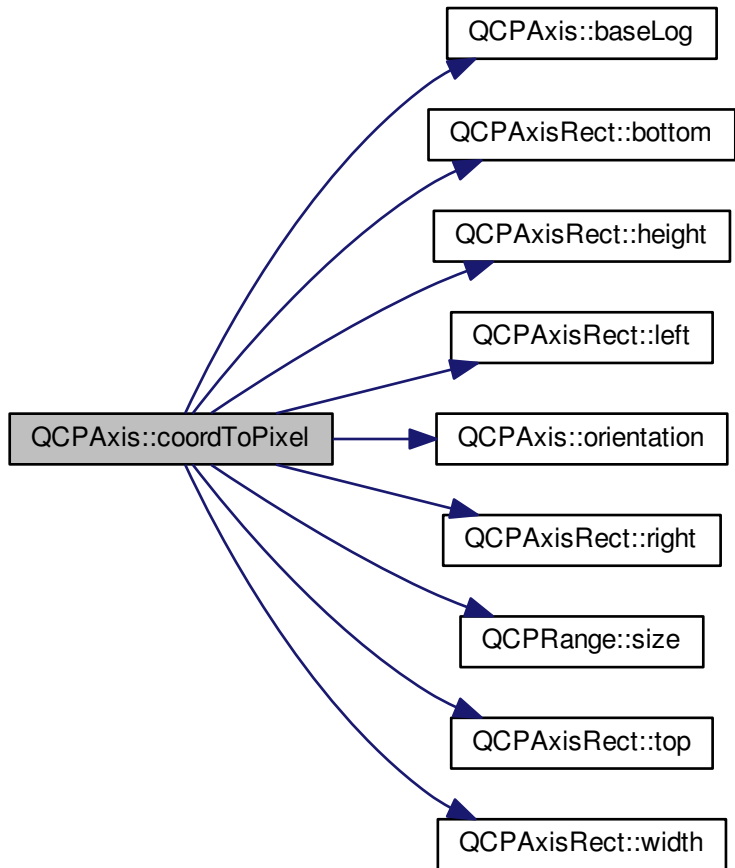 QCPAxis::baseLog
QCPAxisRect::bottom
QCPAxisRect::height
QCPAxisRect::left
QCPAxis::coordToPixel
QCPAxis::orientation
QCPAxisRect::right
QCPRange::size
QCPAxisRect::top
QCPAxisRect::width